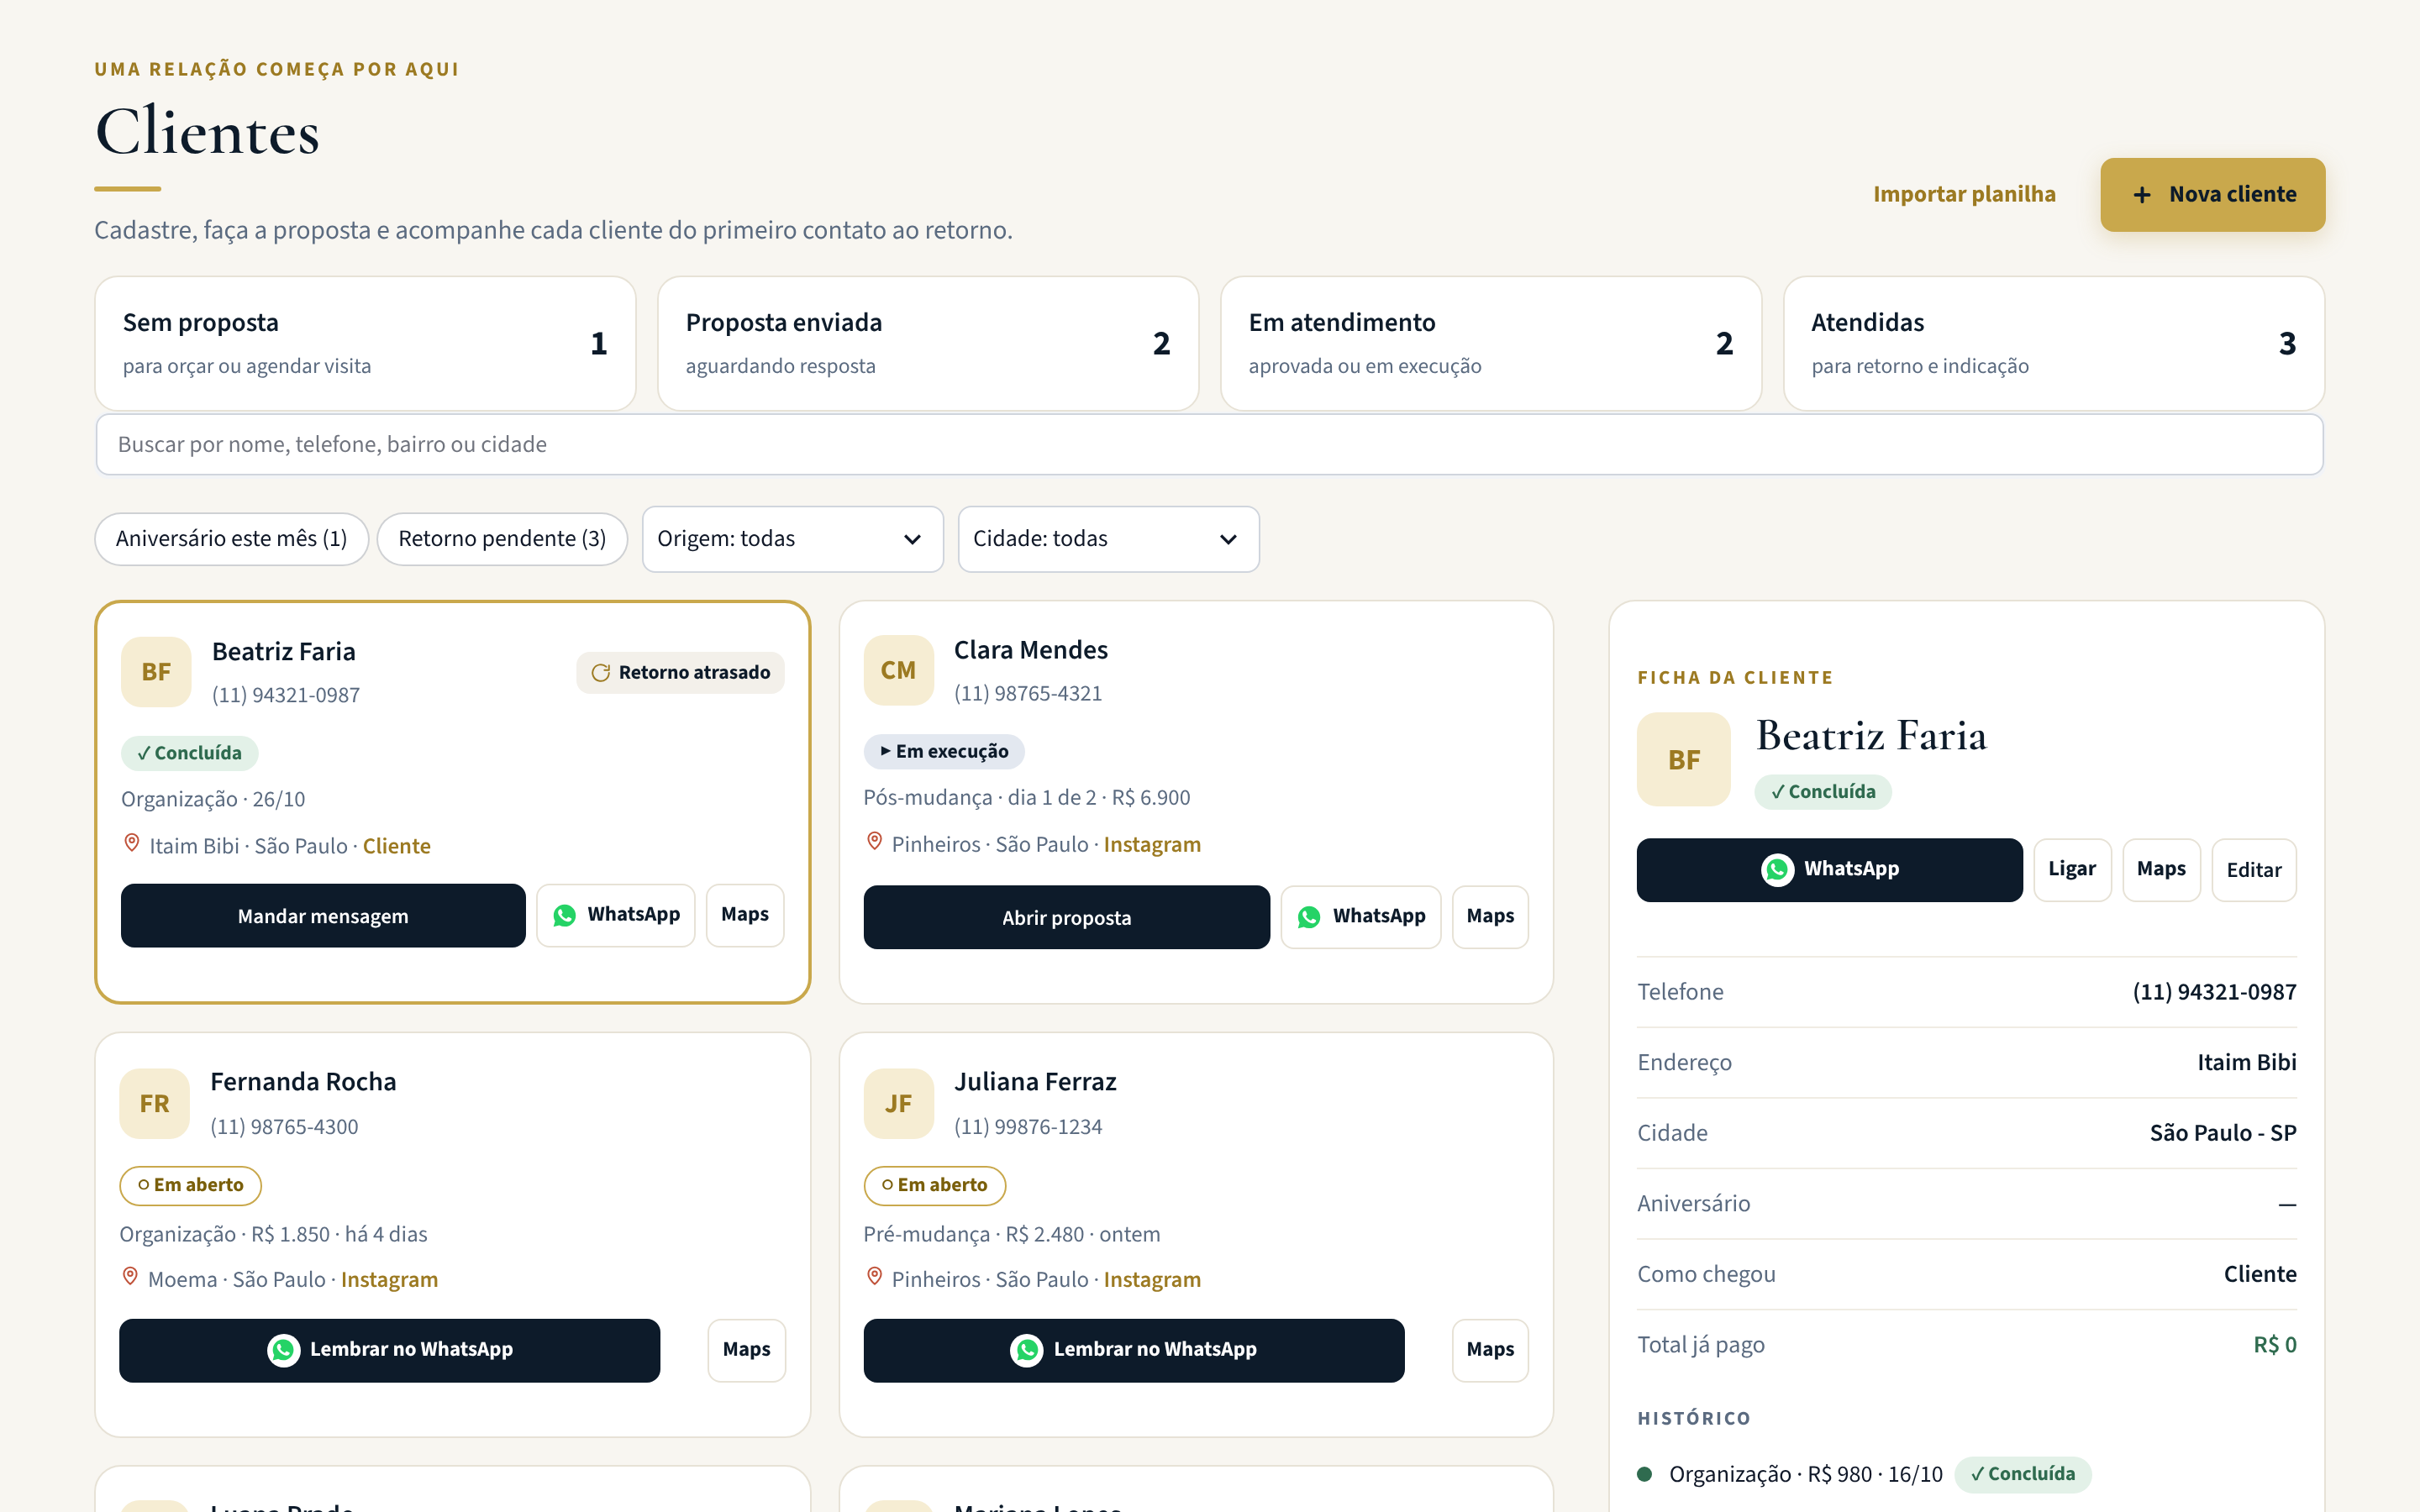 UMA RELAÇÃO COMEÇA POR AQUI
Clientes
Cadastre, faça a proposta e acompanhe cada cliente do primeiro contato ao retorno.
Importar planilha
+ Nova cliente
Sem proposta
para orçar ou agendar visita
1
Proposta enviada
aguardando resposta
2
Em atendimento
aprovada ou em execução
2
Atendidas
para retorno e indicação
3
Buscar por nome, telefone, bairro ou cidade
Aniversário este mês (1)
Retorno pendente (3)
Origem: todas
Cidade: todas
BF
Beatriz Faria
(11) 94321-0987
Retorno atrasado
✓ Concluída
Organização · 26/10
Itaim Bibi · São Paulo · Cliente
Mandar mensagem
WhatsApp
Maps
CM
Clara Mendes
(11) 98765-4321
▸ Em execução
Pós-mudança · dia 1 de 2 · R$ 6.900
Pinheiros · São Paulo · Instagram
Abrir proposta
WhatsApp
Maps
FR
Fernanda Rocha
(11) 98765-4300
○ Em aberto
Organização · R$ 1.850 · há 4 dias
Moema · São Paulo · Instagram
Lembrar no WhatsApp
Maps
JF
Juliana Ferraz
(11) 99876-1234
○ Em aberto
Pré-mudança · R$ 2.480 · ontem
Pinheiros · São Paulo · Instagram
Lembrar no WhatsApp
Maps
FICHA DA CLIENTE
BF
Beatriz Faria
✓ Concluída
WhatsApp
Ligar
Maps
Editar
Telefone (11) 94321-0987
Endereço Itaim Bibi
Cidade São Paulo - SP
Aniversário —
Como chegou Cliente
Total já pago R$ 0
HISTÓRICO
Organização · R$ 980 · 16/10 ✓ Concluída